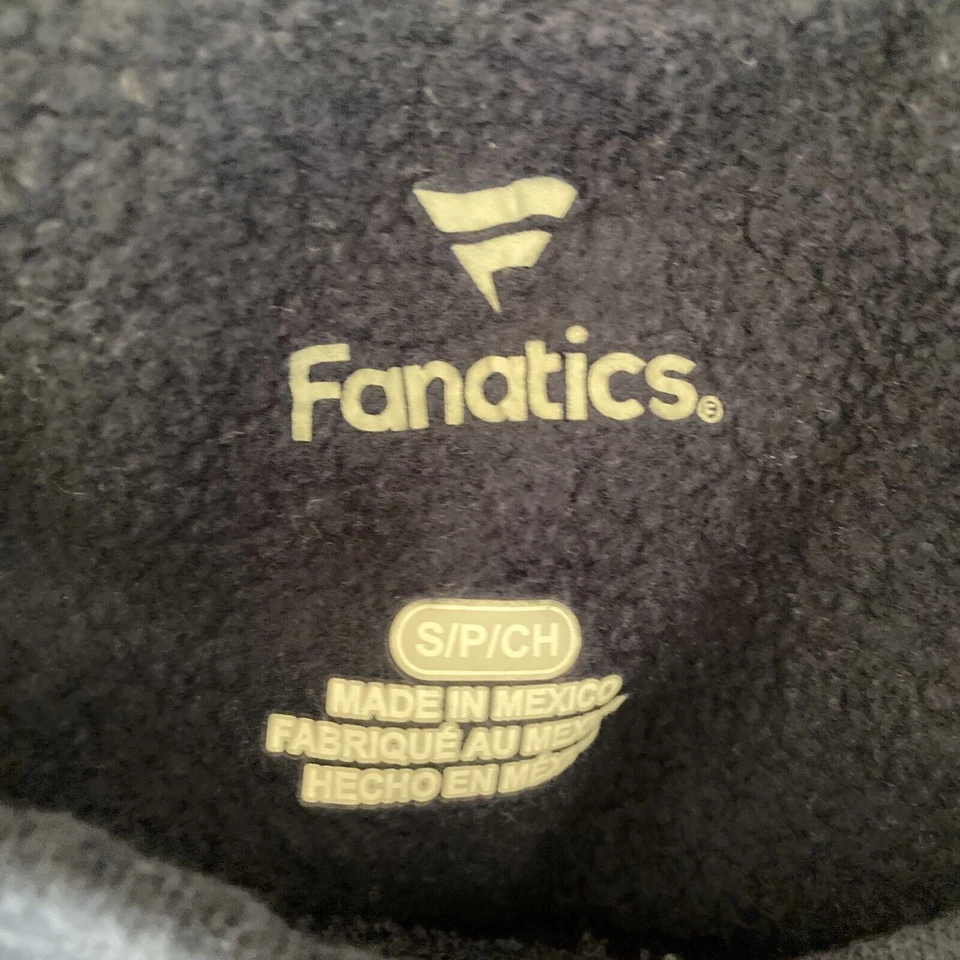 Fanatics®
S/P/CH
MADE IN MEXICO
FABRIQUÉ AU
HECHO EN